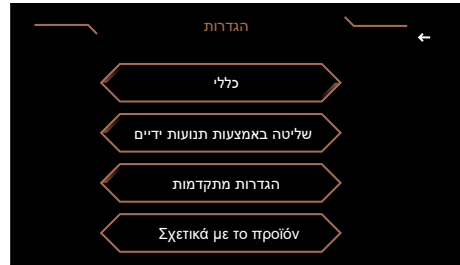 הגדרות
כללי
שליטה באמצעות תנועות ידיים
הגדרות מתקדמות
Σχετικά με το προϊόν